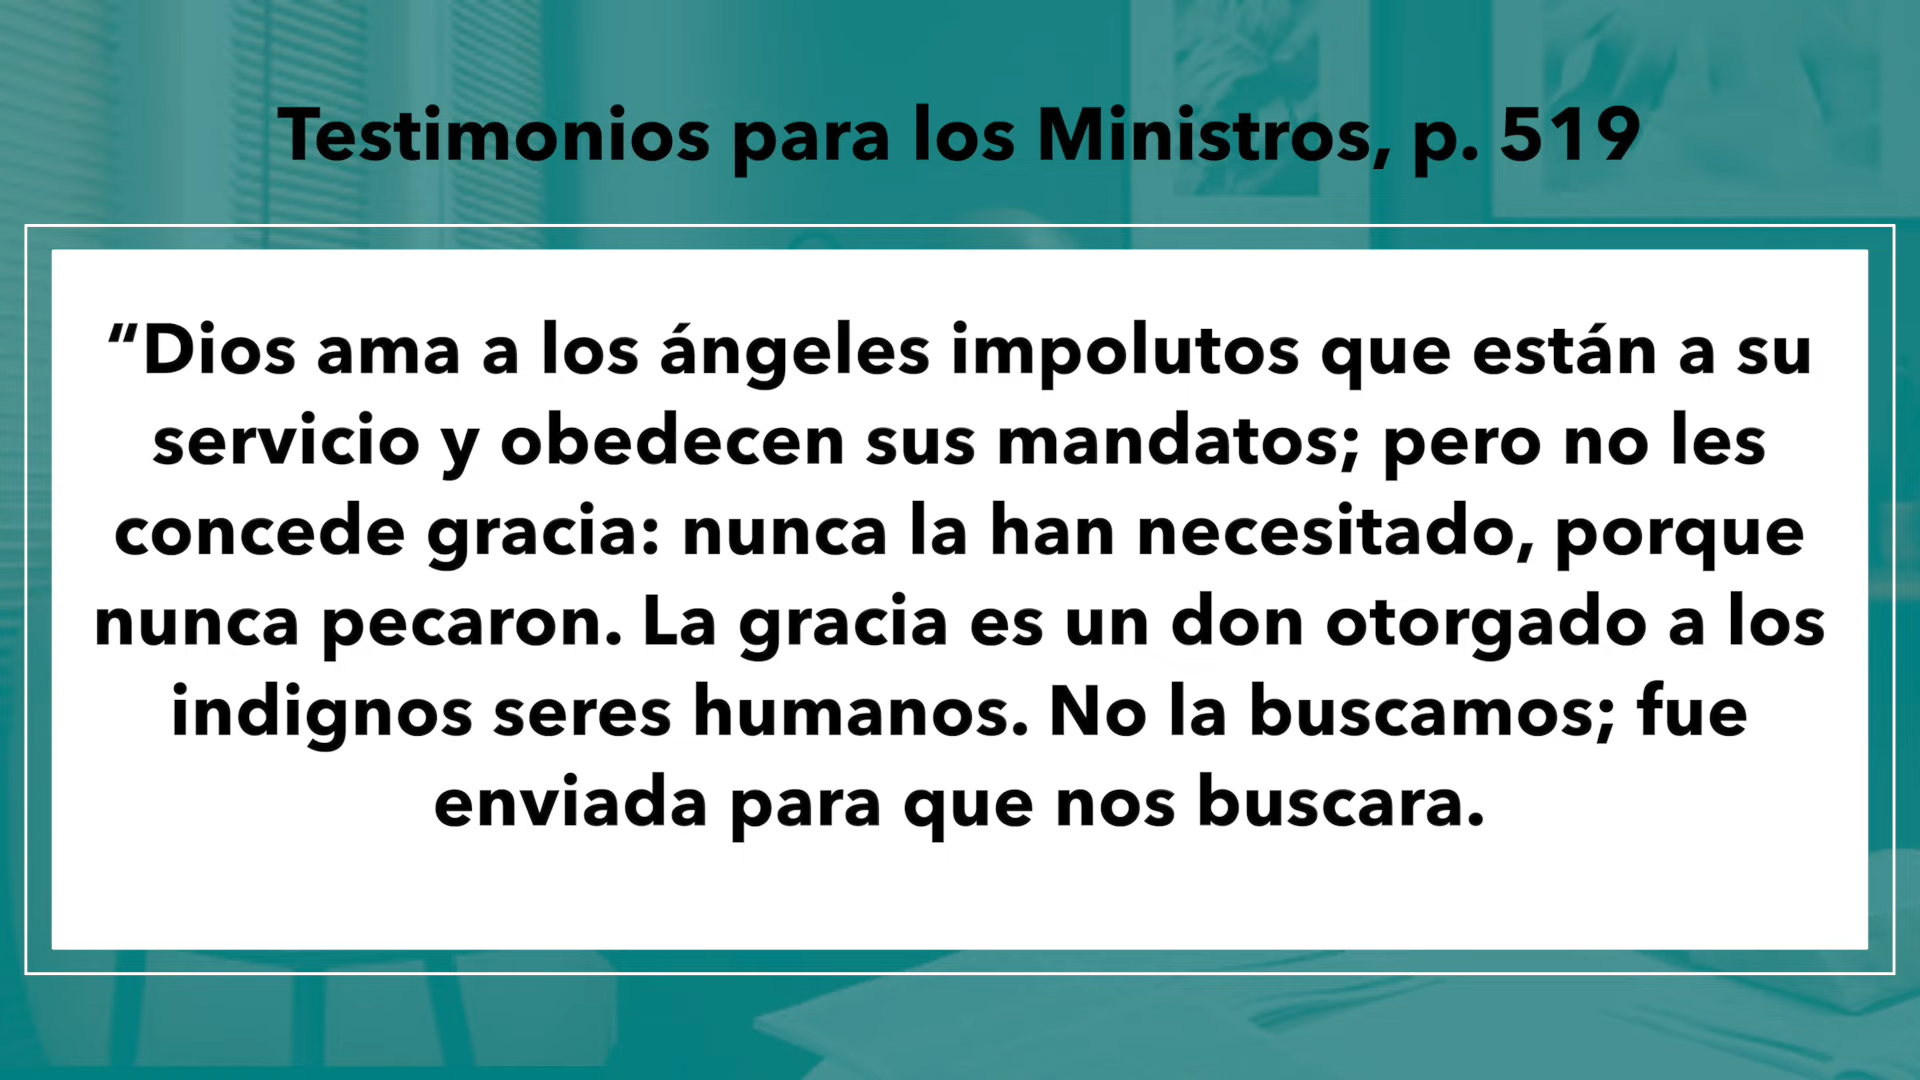 Testimonios para los Ministros, p. 519
“Dios ama a los ángeles impolutos que están a su
servicio y obedecen sus mandatos; pero no les
concede gracia: nunca la han necesitado, porque
nunca pecaron. La gracia es un don otorgado a los
indignos seres humanos. No la buscamos; fue
enviada para que nos buscara.